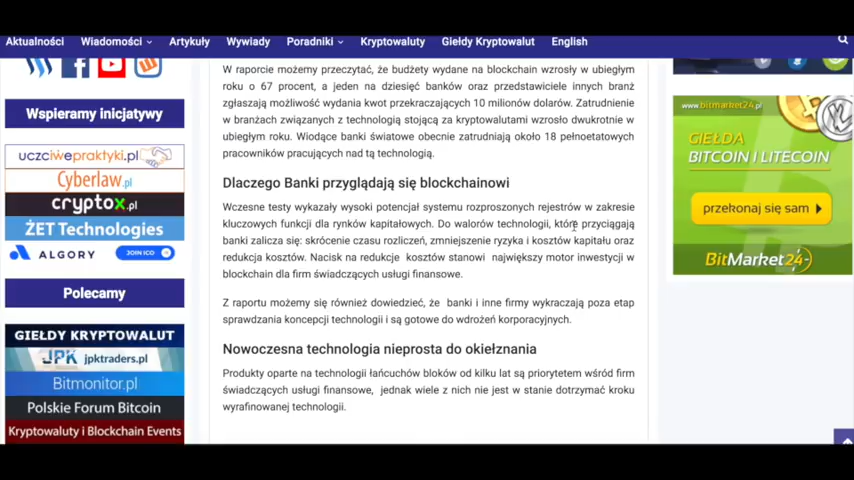 Aktualności Wiadomości Artykuły Wywiady Poradniki Kryptowaluty Giełdy Kryptowalut English
Wspieramy inicjatywy
uczciwepraktyki.pl
Cyberlaw.pl
cryptox.pl
ŻET Technologies
ALGORY JOIN ICO
Polecamy
GIEŁDY KRYPTOWALUT
JPK jpktraders.pl
Bitmonitor.pl
Polskie Forum Bitcoin
Kryptowaluty i Blockchain Events
W raporcie możemy przeczytać, że budżety wydane na blockchain wzrosły w ubiegłym
roku o 67 procent, a jeden na dziesięć banków oraz przedstawiciele innych branż
zgłaszają możliwość wydania kwot przekraczających 10 milionów dolarów. Zatrudnienie
w branżach związanych z technologią stojącą za kryptowalutami wzrosło dwukrotnie w
ubiegłym roku. Wiodące banki światowe obecnie zatrudniają około 18 pełnoetatowych
pracowników pracujących nad tą technologią.
Dlaczego Banki przyglądają się blockchainowi
Wczesne testy wykazały wysoki potencjał systemu rozproszonych rejestrów w zakresie
kluczowych funkcji dla rynków kapitałowych. Do walorów technologii, które przyciągają
banki zalicza się: skrócenie czasu rozliczeń, zmniejszenie ryzyka i kosztów kapitału oraz
redukcja kosztów. Nacisk na redukcje kosztów stanowi największy motor inwestycji w
blockchain dla firm świadczących usługi finansowe.
Z raportu możemy się również dowiedzieć, że banki i inne firmy wykraczają poza etap
sprawdzania koncepcji technologii i są gotowe do wdrożeń korporacyjnych.
Nowoczesna technologia nieprosta do okiełznania
Produkty oparte na technologii łańcuchów bloków od kilku lat są priorytetem wśród firm
świadczących usługi finansowe, jednak wiele z nich nie jest w stanie dotrzymać kroku
wyrafinowanej technologii.
www.bitmarket24.pl
GIEŁDA
BITCOIN I LITECOIN
przekonaj się sam
BitMarket24